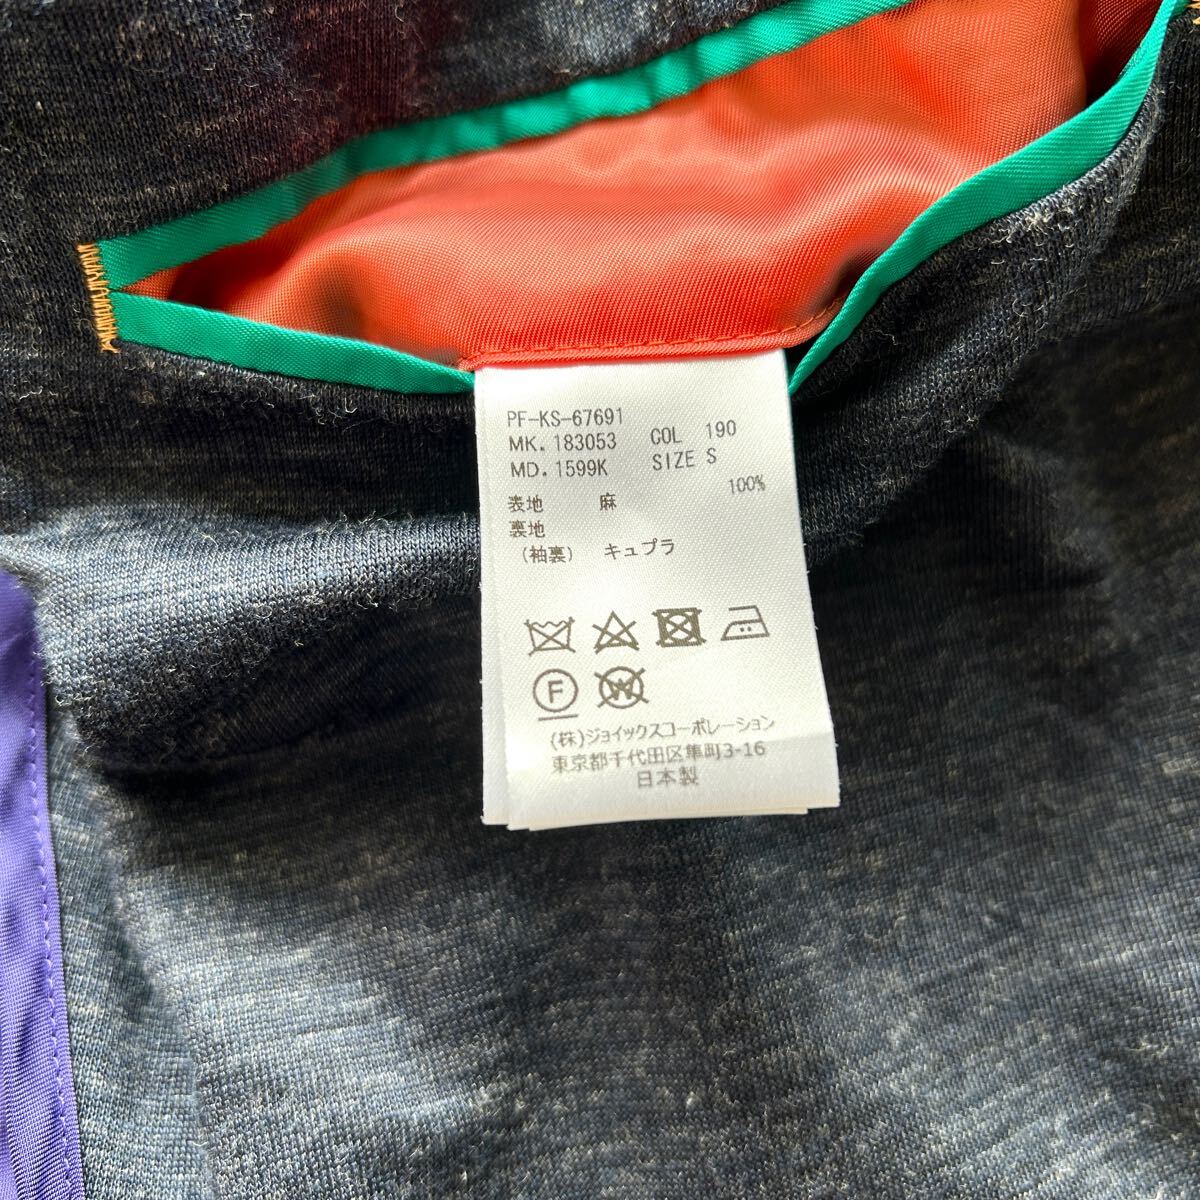 PF-KS-67691
MK. 183053 COL 190
MD. 1599K SIZE S
表地 麻 100%
裏地
(袖裏) キュプラ
F W
(株)ジョイックスコーポレーション
東京都千代田区隼町3-16
日本製